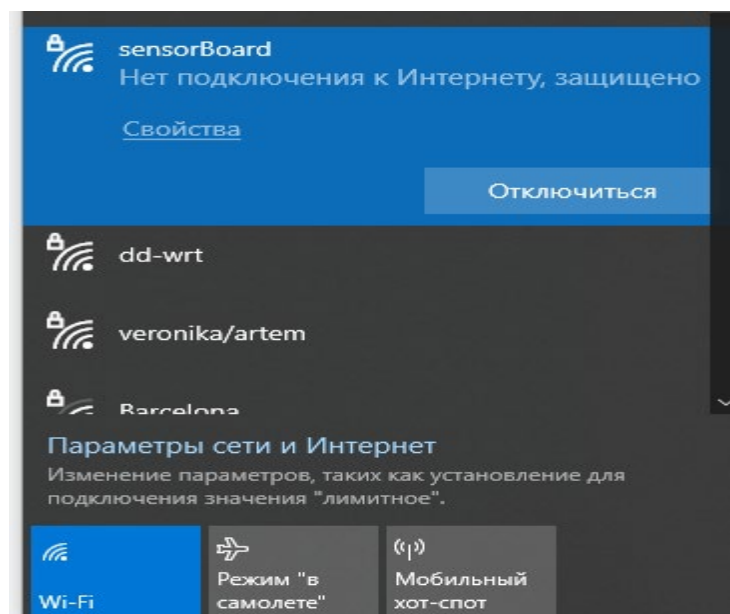 sensorBoard
Нет подключения к Интернету, защищено
Свойства
Отключиться
dd-wrt
veronika/artem
Barcelona
Параметры сети и Интернет
Изменение параметров, таких как установление для
подключения значения "лимитное".
Wi-Fi
Режим "в
самолете"
Мобильный
хот-спот